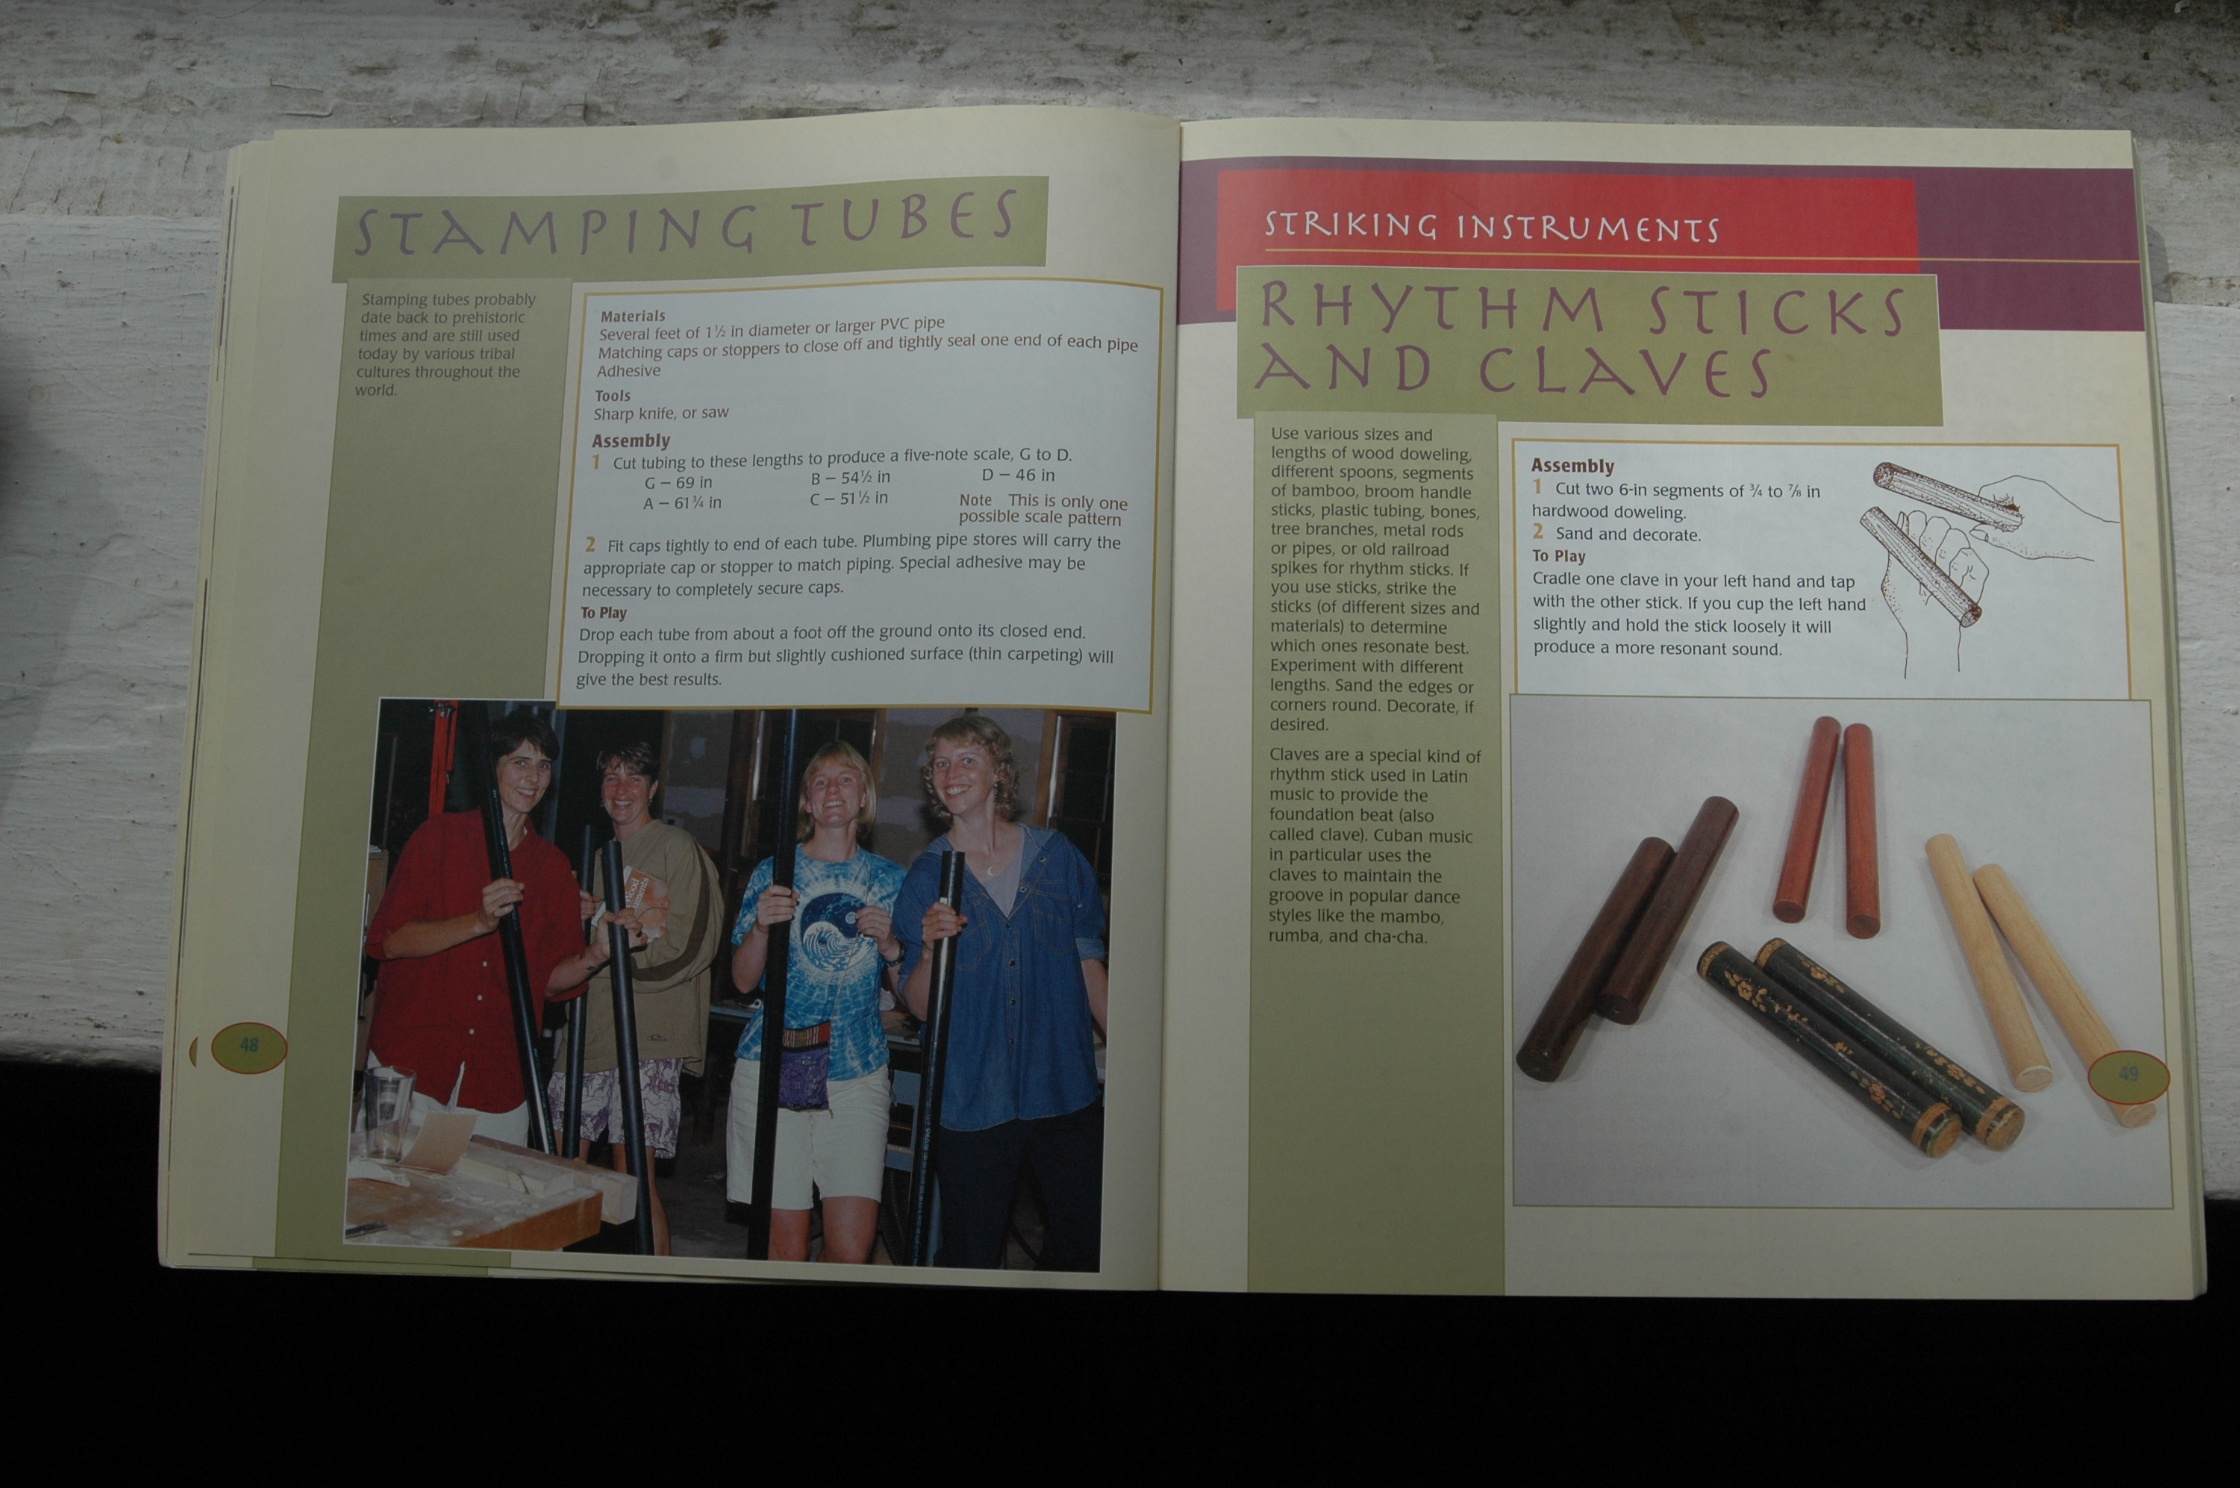 STAMPING TUBES
Stamping tubes probably
date back to prehistoric
times and are still used
today by various tribal
cultures throughout the
world.
Materials
Several feet of 1½ in diameter or larger PVC pipe
Matching caps or stoppers to close off and tightly seal one end of each pipe
Adhesive
Tools
Sharp knife, or saw
Assembly
1 Cut tubing to these lengths to produce a five-note scale, G to D.
G – 69 in B – 54½ in D – 46 in
A – 61¾ in C – 51½ in Note This is only one
possible scale pattern
2 Fit caps tightly to end of each tube. Plumbing pipe stores will carry the
appropriate cap or stopper to match piping. Special adhesive may be
necessary to completely secure caps.
To Play
Drop each tube from about a foot off the ground onto its closed end.
Dropping it onto a firm but slightly cushioned surface (thin carpeting) will
give the best results.
48
STRIKING INSTRUMENTS
RHYTHM STICKS
AND CLAVES
Use various sizes and
lengths of wood doweling,
different spoons, segments
of bamboo, broom handle
sticks, plastic tubing, bones,
tree branches, metal rods
or pipes, or old railroad
spikes for rhythm sticks. If
you use sticks, strike the
sticks (of different sizes and
materials) to determine
which ones resonate best.
Experiment with different
lengths. Sand the edges or
corners round. Decorate, if
desired.
Claves are a special kind of
rhythm stick used in Latin
music to provide the
foundation beat (also
called clave). Cuban music
in particular uses the
claves to maintain the
groove in popular dance
styles like the mambo,
rumba, and cha-cha.
Assembly
1 Cut two 6-in segments of ¾ to ⅞ in
hardwood doweling.
2 Sand and decorate.
To Play
Cradle one clave in your left hand and tap
with the other stick. If you cup the left hand
slightly and hold the stick loosely it will
produce a more resonant sound.
49